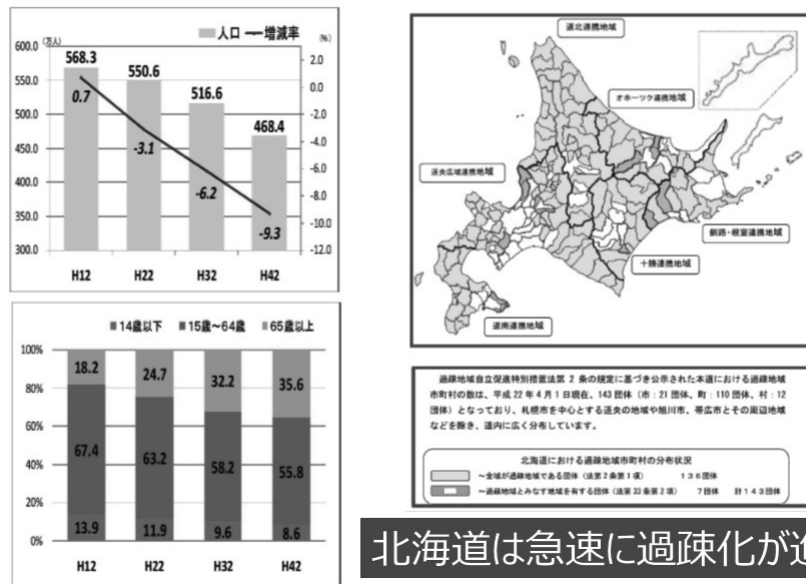 (万人)
人口 増減率
(%)
600.0
550.0
500.0
450.0
400.0
350.0
300.0
568.3
550.6
516.6
468.4
0.7
-3.1
-6.2
-9.3
2.0
0.0
-2.0
-4.0
-6.0
-8.0
-10.0
-12.0
H12 H22 H32 H42
14歳以下 15歳～64歳 65歳以上
100%
80%
60%
40%
20%
0%
18.2 24.7 32.2 35.6
67.4 63.2 58.2 55.8
13.9 11.9 9.6 8.6
H12 H22 H32 H42
道北連携地域
オホーツク連携地域
道央広域連携地域
釧路・根室連携地域
十勝連携地域
道南連携地域
過疎地域自立促進特別措置法第 2 条の規定に基づき公示された本道における過疎地域
市町村の数は、平成 22 年 4 月 1 日現在、143 団体（市：21 団体、町：110 団体、村：12
団体）となっており、札幌市を中心とする道央の地域や旭川市、帯広市とその周辺地域
などを除き、道内に広く分布しています。
北海道における過疎地域市町村の分布状況
～全域が過疎地域である団体（法第２条第１項） １３６団体
～過疎地域とみなす地域を有する団体（法第33条第２項） ７団体 計１４３団体
北海道は急速に過疎化が進